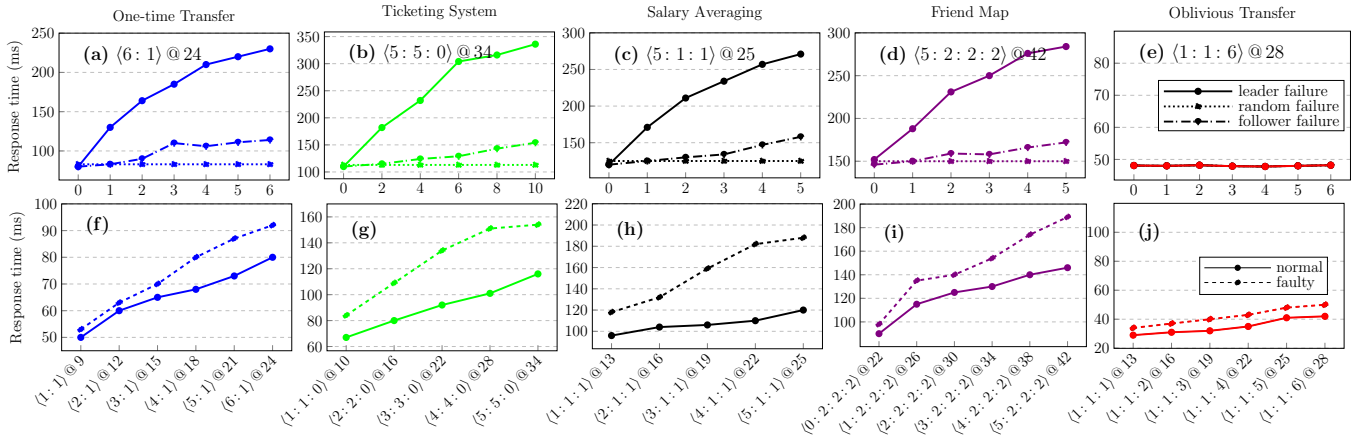 One-time Transfer
Ticketing System
Salary Averaging
Friend Map
Oblivious Transfer
Response time (ms)
(a) ⟨6 : 1⟩ @ 24
250
200
150
100
0 1 2 3 4 5 6
(b) ⟨5 : 5 : 0⟩ @ 34
350
300
250
200
150
100
0 2 4 6 8 10
(c) ⟨5 : 1 : 1⟩ @ 25
300
200
0 1 2 3 4 5
(d) ⟨5 : 2 : 2 : 2⟩ @ 42
300
250
200
150
0 1 2 3 4 5
(e) ⟨1 : 1 : 6⟩ @ 28
80
70
60
50
leader failure
random failure
follower failure
0 1 2 3 4 5 6
Response time (ms)
(f)
100
90
80
70
60
50
⟨1 : 1⟩ @ 9
⟨2 : 1⟩ @ 12
⟨3 : 1⟩ @ 15
⟨4 : 1⟩ @ 18
⟨5 : 1⟩ @ 21
⟨6 : 1⟩ @ 24
(g)
160
140
120
100
80
60
⟨1 : 1 : 0⟩ @ 10
⟨2 : 2 : 0⟩ @ 16
⟨3 : 3 : 0⟩ @ 22
⟨4 : 4 : 0⟩ @ 28
⟨5 : 5 : 0⟩ @ 34
(h)
220
200
180
160
140
120
100
⟨1 : 1 : 1⟩ @ 13
⟨2 : 1 : 1⟩ @ 16
⟨3 : 1 : 1⟩ @ 19
⟨4 : 1 : 1⟩ @ 22
⟨5 : 1 : 1⟩ @ 25
(i)
200
180
160
140
120
100
⟨0 : 2 : 2 : 2⟩ @ 22
⟨1 : 2 : 2 : 2⟩ @ 26
⟨2 : 2 : 2 : 2⟩ @ 30
⟨3 : 2 : 2 : 2⟩ @ 34
⟨4 : 2 : 2 : 2⟩ @ 38
⟨5 : 2 : 2 : 2⟩ @ 42
(j)
100
80
60
40
20
normal
faulty
⟨1 : 1 : 1⟩ @ 13
⟨1 : 1 : 2⟩ @ 16
⟨1 : 1 : 3⟩ @ 19
⟨1 : 1 : 4⟩ @ 22
⟨1 : 1 : 5⟩ @ 25
⟨1 : 1 : 6⟩ @ 28